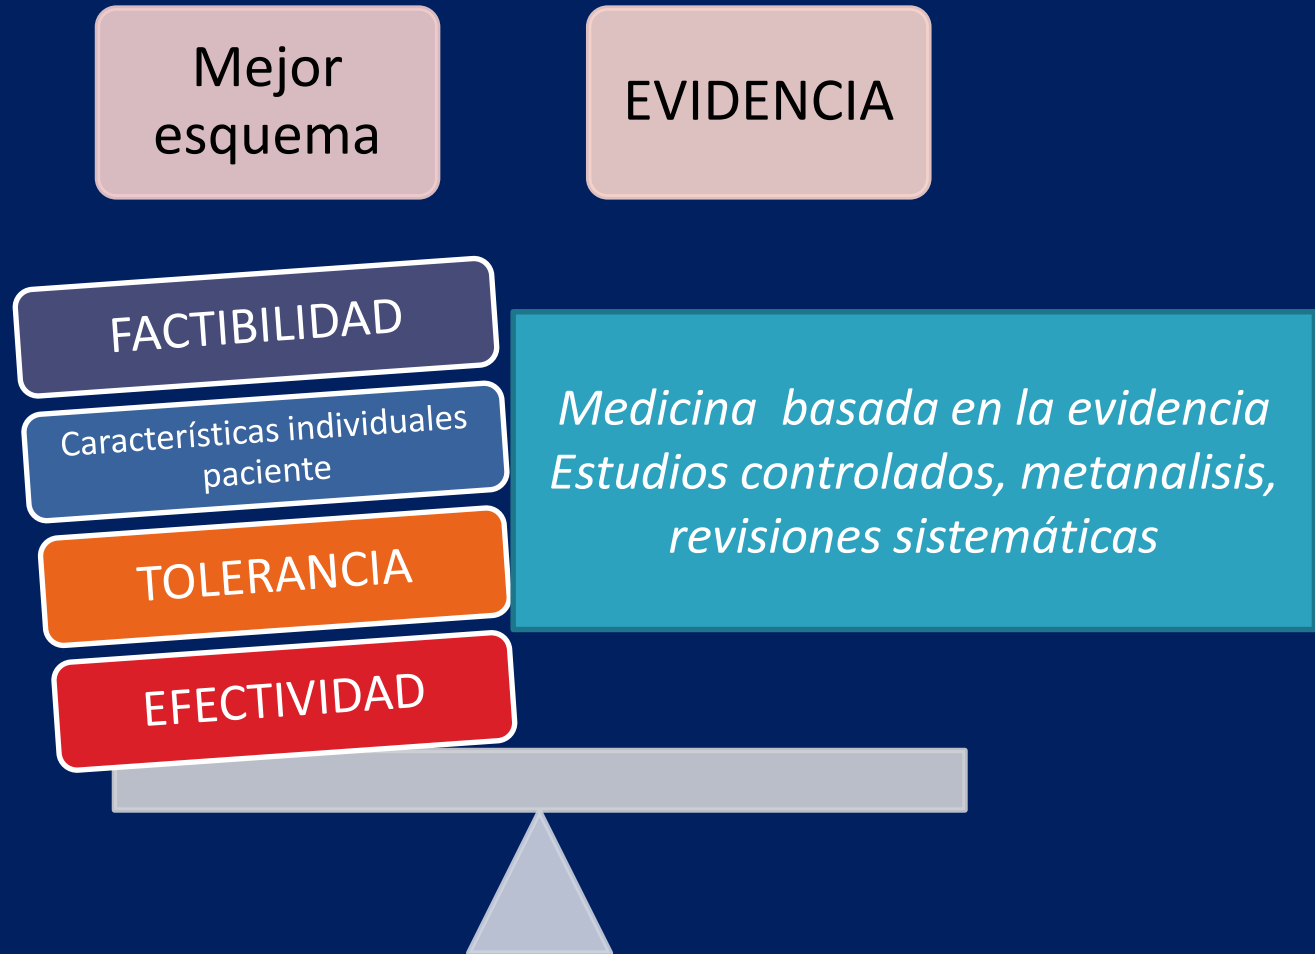 Mejor
esquema
EVIDENCIA
FACTIBILIDAD
Características individuales
paciente
TOLERANCIA
EFECTIVIDAD
Medicina  basada en la evidencia
Estudios controlados, metanalisis,
revisiones sistemáticas